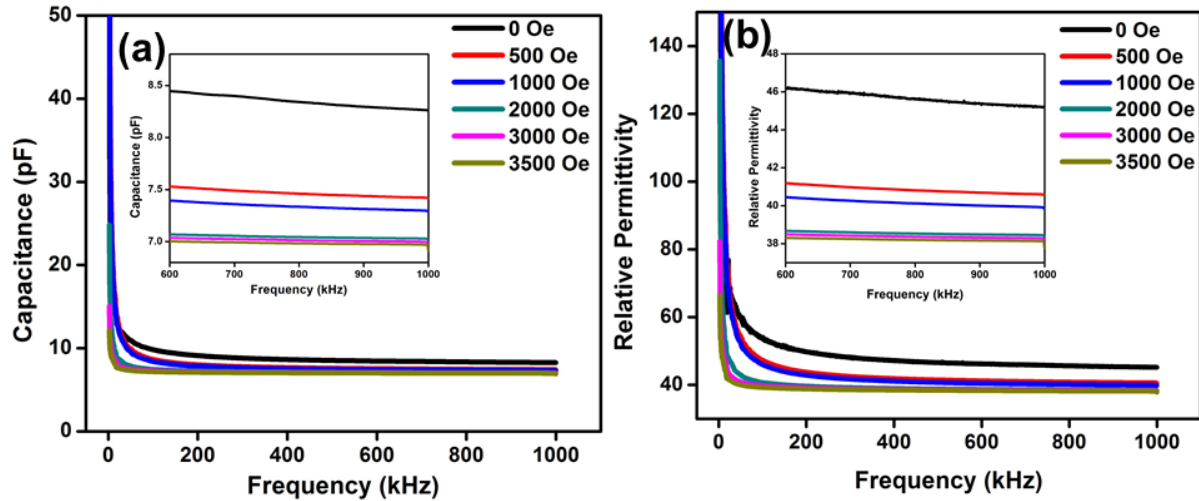 (a)
0 Oe
500 Oe
1000 Oe
2000 Oe
3000 Oe
3500 Oe
Capacitance (pF)
50
40
30
20
10
0
0 200 400 600 800 1000
Frequency (kHz)
Capacitance (pF)
8.5
8.0
7.5
7.0
600 700 800 900 1000
Frequency (kHz)
(b)
0 Oe
500 Oe
1000 Oe
2000 Oe
3000 Oe
3500 Oe
Relative Permittivity
140
120
100
80
60
40
0 200 400 600 800 1000
Frequency (kHz)
Relative Permittivity
48
46
44
42
40
38
600 700 800 900 1000
Frequency (kHz)